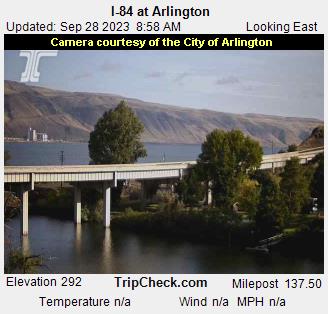 I-84 at Arlington
Updated: Sep 28 2023 8:58 AM Looking East
Camera courtesy of the City of Arlington
Elevation 292 TripCheck.com Milepost 137.50
Temperature n/a Wind n/a MPH n/a